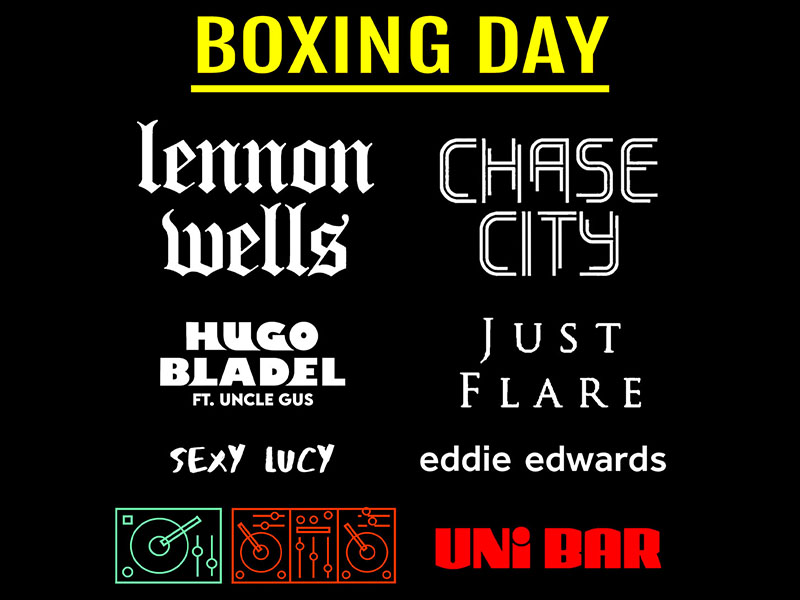 BOXING DAY
lennon
wells
CHASE
CITY
HUGO
BLADEL
FT. UNCLE GUS
JUST
FLARE
SEXY LUCY
eddie edwards
UNi BAR